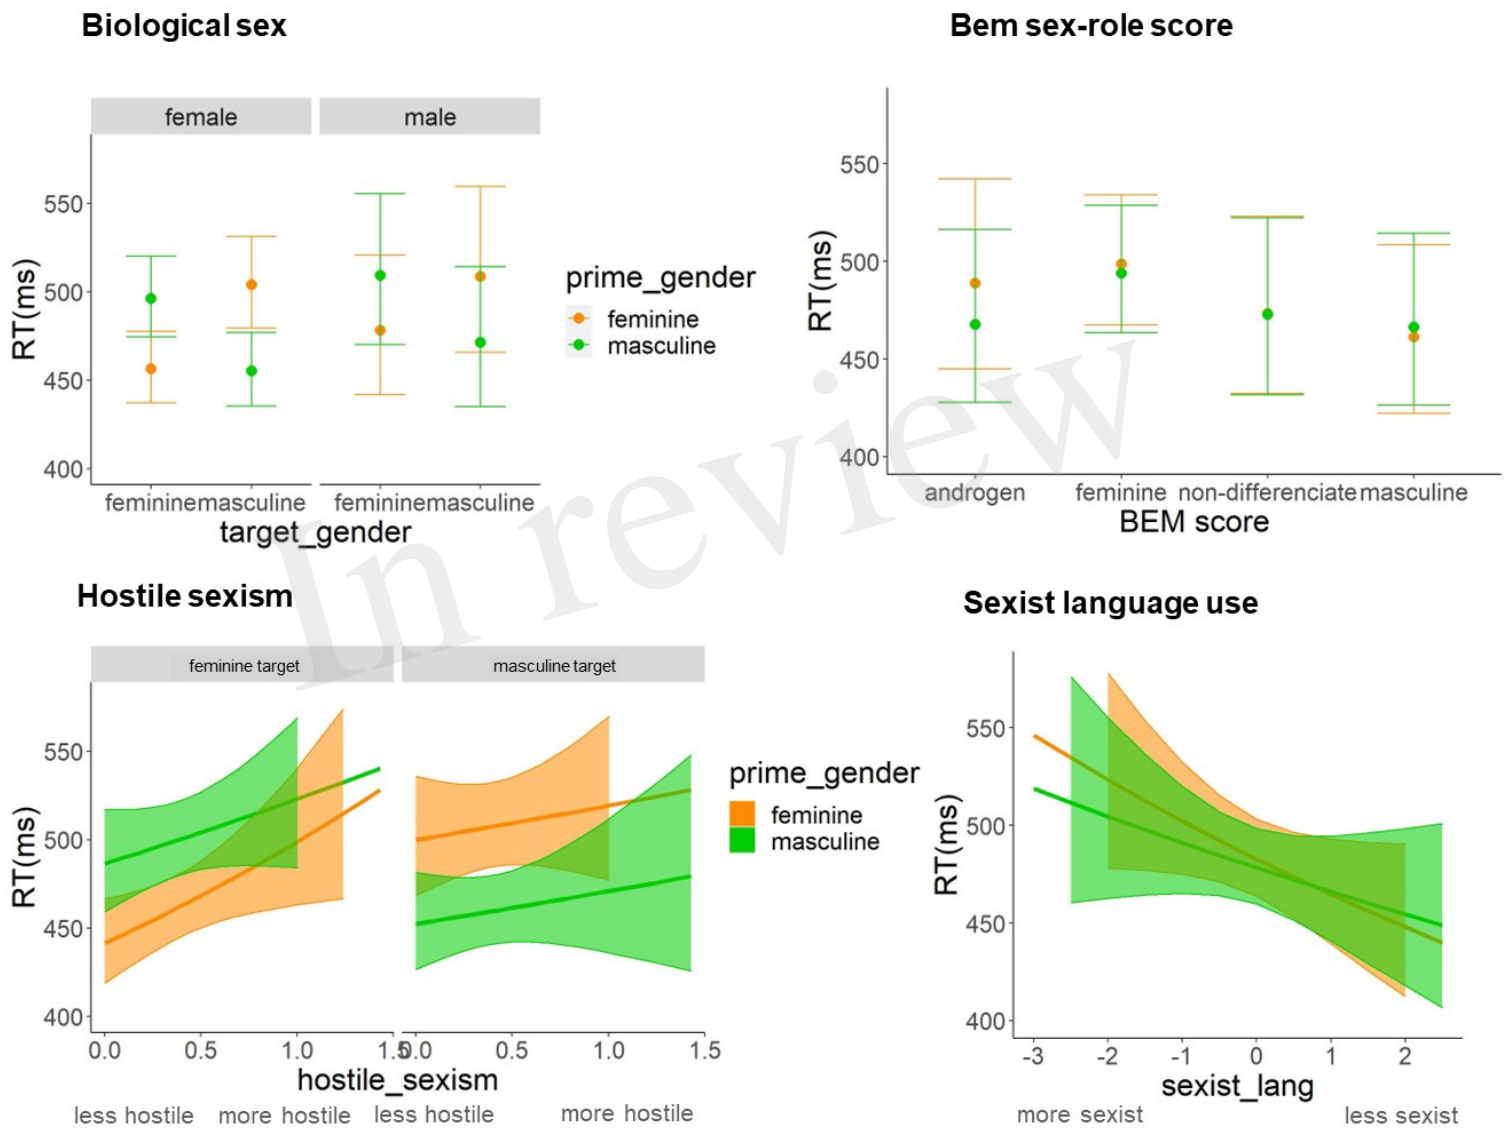 Biological sex
female male
550
500
450
400
RT(ms)
femininemasculine femininemasculine
target_gender
prime_gender
feminine
masculine
Bem sex-role score
550
500
450
400
RT(ms)
androgen feminine non-differenciate masculine
BEM score
In review
Hostile sexism
feminine target masculine target
550
500
450
400
RT(ms)
0.0 0.5 1.0 1.5 0.0 0.5 1.0 1.5
hostile_sexism
less hostile more hostile less hostile more hostile
prime_gender
feminine
masculine
Sexist language use
550
500
450
400
RT(ms)
-3 -2 -1 0 1 2
sexist_lang
more sexist less sexist